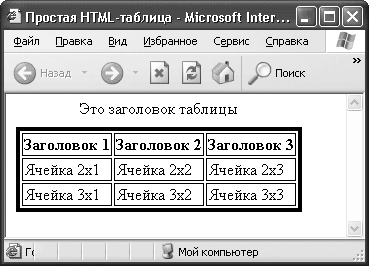 Простая HTML-таблица - Microsoft Inter...
Файл Правка Вид Избранное Сервис Справка
Назад Поиск
Это заголовок таблицы
Заголовок 1 Заголовок 2 Заголовок 3
Ячейка 2x1 Ячейка 2x2 Ячейка 2x3
Ячейка 3x1 Ячейка 3x2 Ячейка 3x3
Мой компьютер